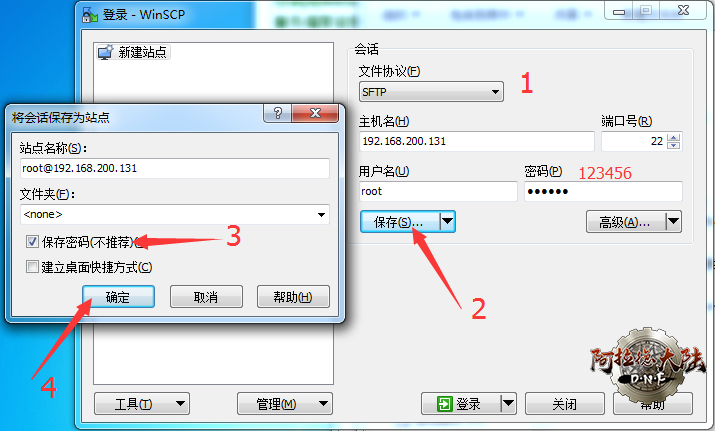 登录 - WinSCP
新建站点
会话
文件协议(F)
SFTP
1
主机名(H)
端口号(R)
192.168.200.131
22
用户名(U)
密码(P)
123456
root
••••••
保存(S)...
高级(A)...
2
将会话保存为站点
站点名称(S):
root@192.168.200.131
文件夹(F):
<none>
保存密码(不推荐)
3
建立桌面快捷方式(C)
确定
取消
帮助(H)
4
工具(T)
管理(M)
登录
关闭
帮助
阿拉德大陆
D·N·F